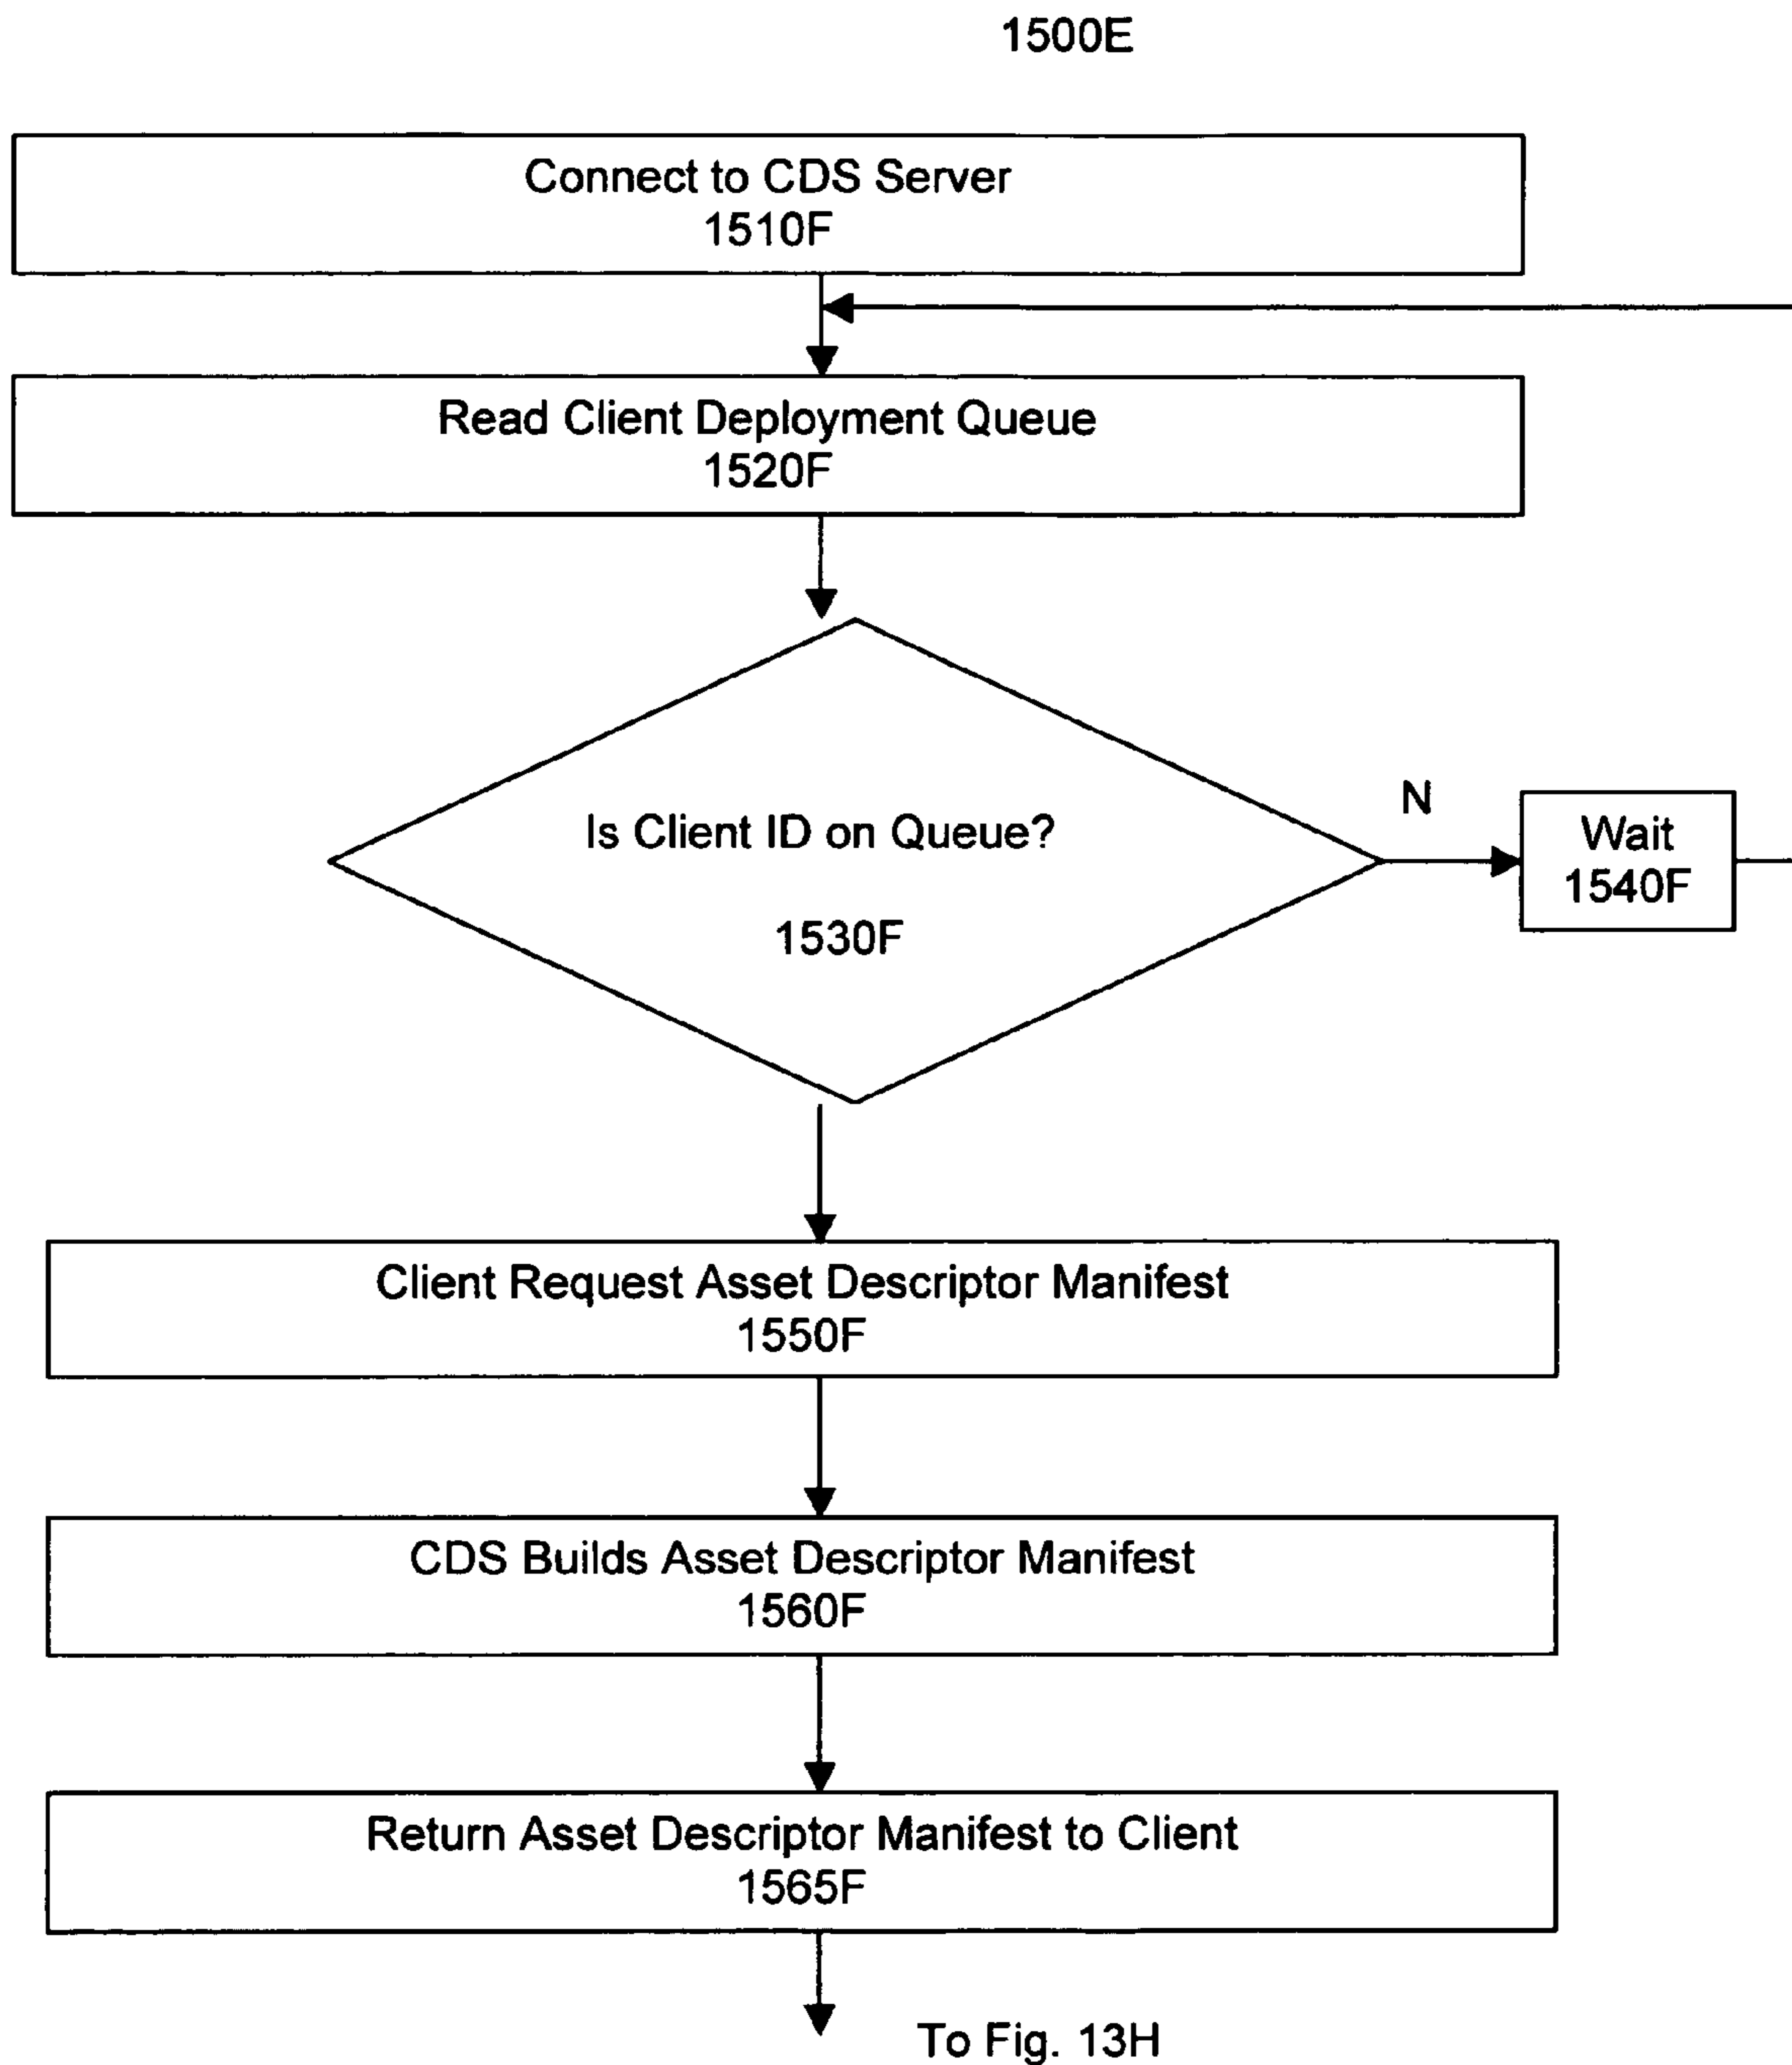 1500E
Connect to CDS Server
1510F
Read Client Deployment Queue
1520F
Is Client ID on Queue?
1530F
N
Wait
1540F
Client Request Asset Descriptor Manifest
1550F
CDS Builds Asset Descriptor Manifest
1560F
Return Asset Descriptor Manifest to Client
1565F
To Fig. 13H